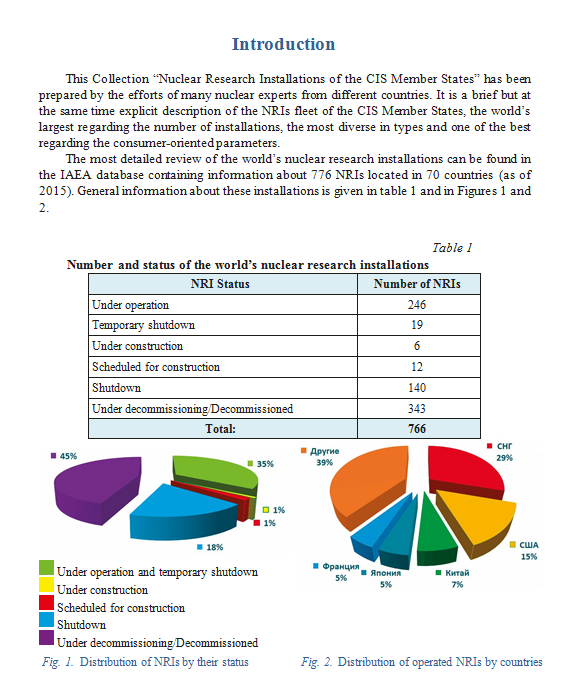 Introduction
This Collection “Nuclear Research Installations of the CIS Member States” has been
prepared by the efforts of many nuclear experts from different countries. It is a brief but at
the same time explicit description of the NRIs fleet of the CIS Member States, the world’s
largest regarding the number of installations, the most diverse in types and one of the best
regarding the consumer-oriented parameters.
The most detailed review of the world’s nuclear research installations can be found in
the IAEA database containing information about 776 NRIs located in 70 countries (as of
2015). General information about these installations is given in table 1 and in Figures 1 and
2.
Table 1
Number and status of the world’s nuclear research installations
NRI Status Number of NRIs
Under operation 246
Temporary shutdown 19
Under construction 6
Scheduled for construction 12
Shutdown 140
Under decommissioning/Decommissioned 343
Total: 766
45%
35%
1%
1%
18%
Другие
39%
СНГ
29%
США
15%
Франция
5%
Япония
5%
Китай
7%
Under operation and temporary shutdown
Under construction
Scheduled for construction
Shutdown
Under decommissioning/Decommissioned
Fig. 1. Distribution of NRIs by their status
Fig. 2. Distribution of operated NRIs by countries